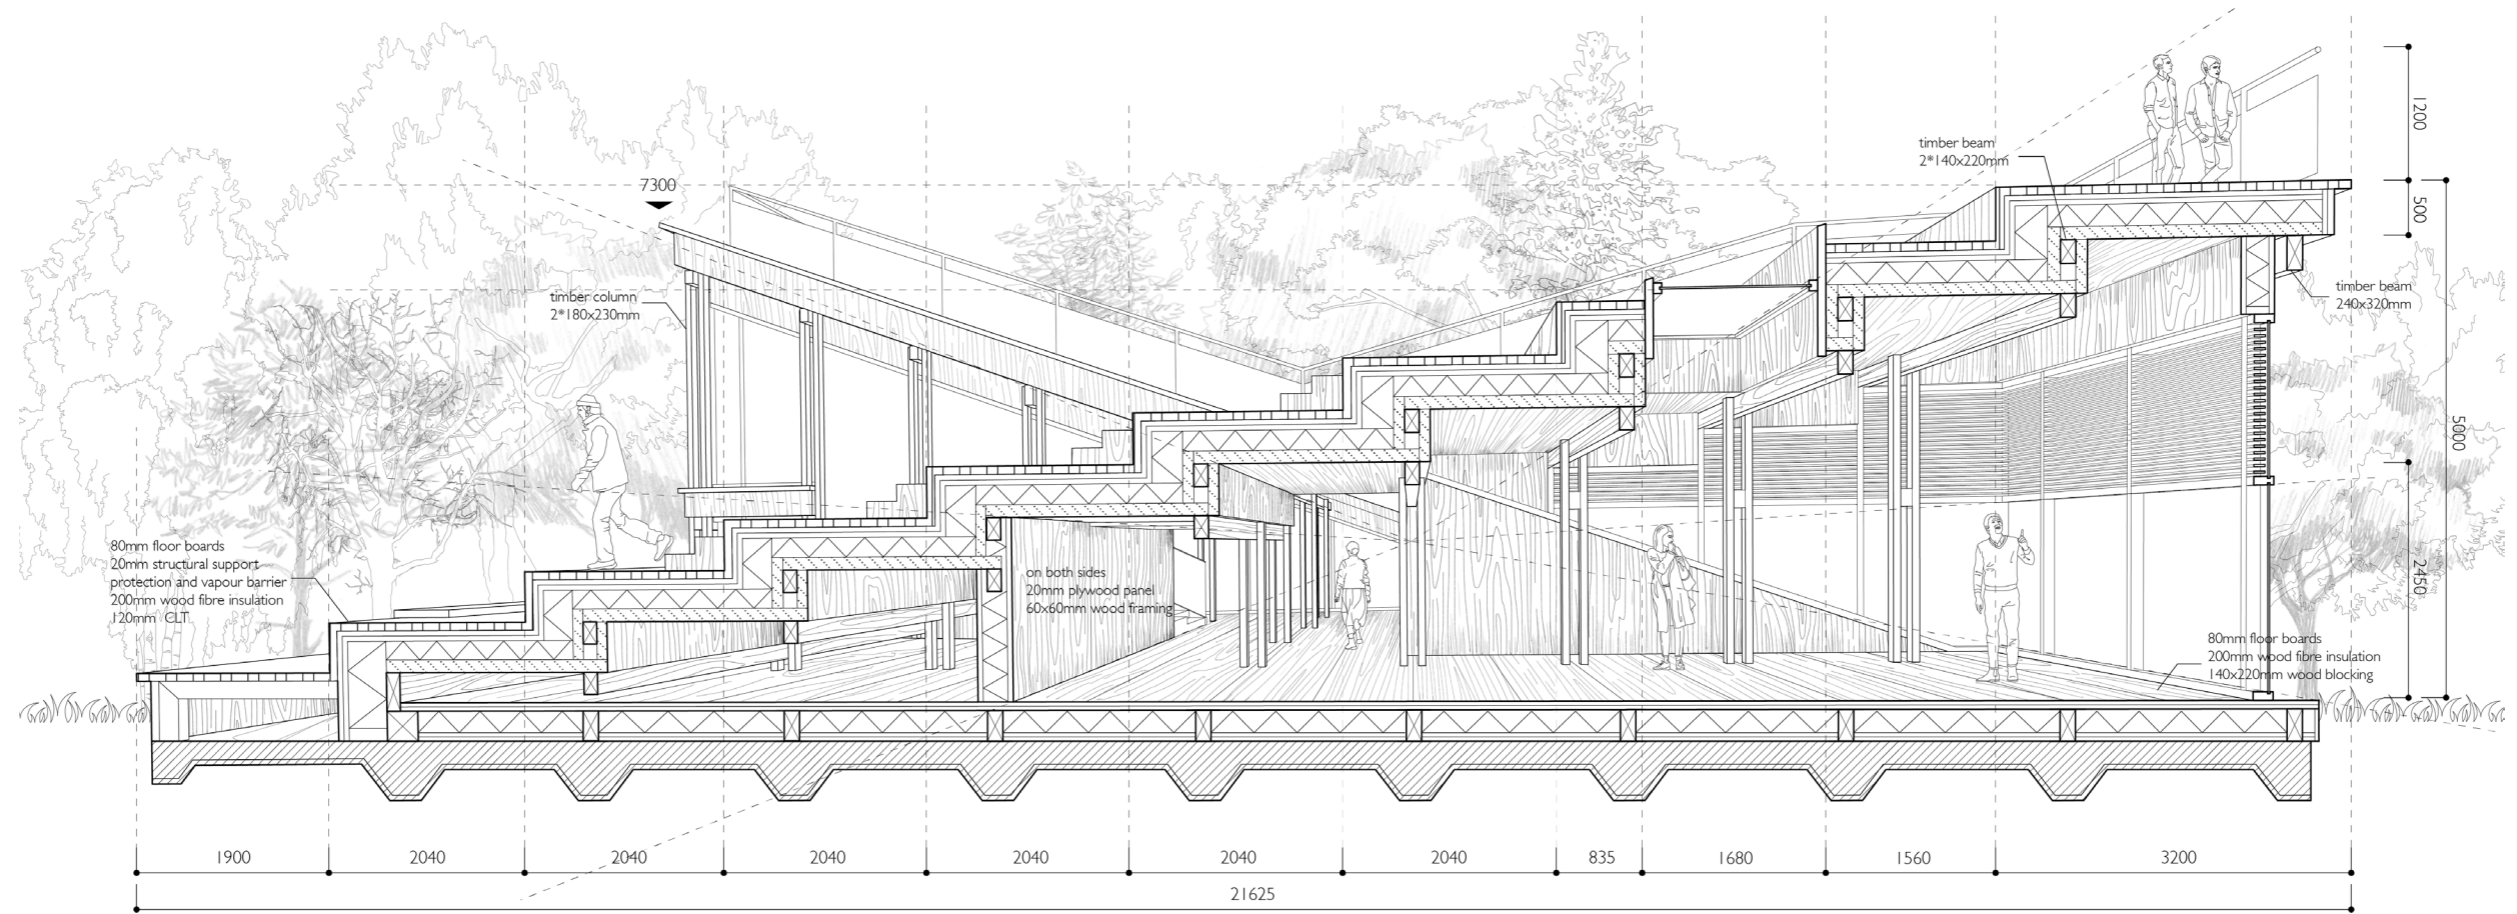 1200
timber beam
2*140x220mm
7300
500
timber beam
240x320mm
timber column
2*180x230mm
5000
80mm floor boards
20mm structural support
protection and vapour barrier
200mm wood fibre insulation
120mm CLT
on both sides
20mm plywood panel
60x60mm wood framing
2450
80mm floor boards
200mm wood fibre insulation
140x220mm wood blocking
1900 2040 2040 2040 2040 2040 2040 835 1680 1560 3200
21625